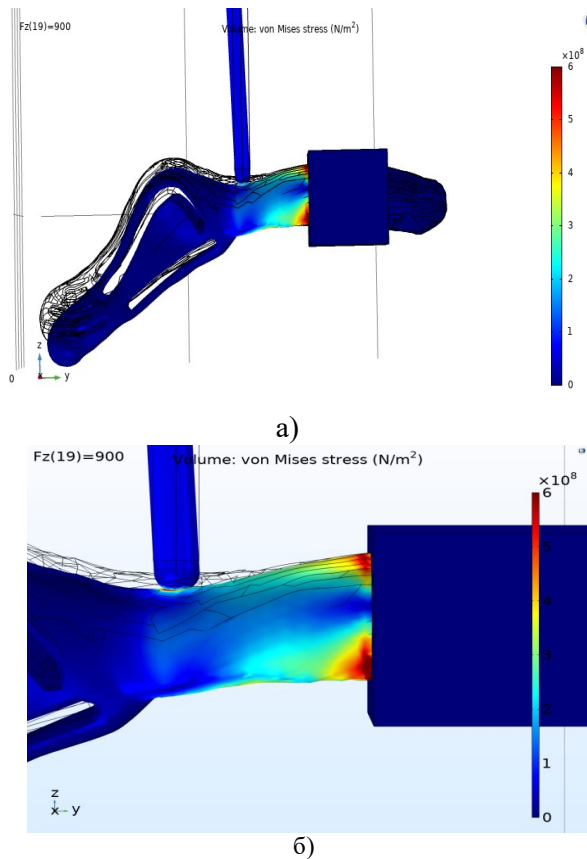 Fz(19)=900
Volume: von Mises stress (N/m²)
×10⁸
6
5
4
3
2
1
0
z
x
y
0
а)
Fz(19)=900
Volume: von Mises stress (N/m²)
×10⁸
6
5
4
3
2
1
0
z
x
y
б)